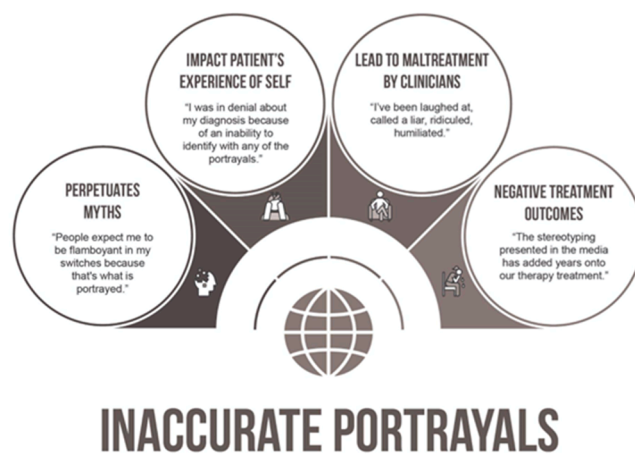 IMPACT PATIENT'S
EXPERIENCE OF SELF
"I was in denial about
my diagnosis because
of an inability to
identify with any of the
portrayals."
LEAD TO MALTREATMENT
BY CLINICIANS
"I've been laughed at,
called a liar, ridiculed,
humiliated."
PERPETUATES
MYTHS
"People expect me to
be flamboyant in my
switches because
that's what is
portrayed."
NEGATIVE TREATMENT
OUTCOMES
"The stereotyping
presented in the media
has added years onto
our therapy treatment."
INACCURATE PORTRAYALS